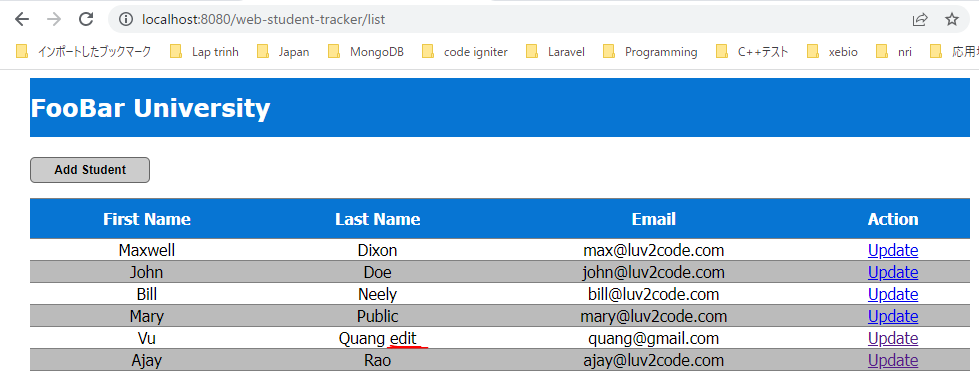 localhost:8080/web-student-tracker/list
インポートしたブックマーク Lap trinh Japan MongoDB code igniter Laravel Programming C++テスト xebio nri
FooBar University
Add Student
First Name Last Name Email Action
Maxwell Dixon max@luv2code.com Update
John Doe john@luv2code.com Update
Bill Neely bill@luv2code.com Update
Mary Public mary@luv2code.com Update
Vu Quang edit quang@gmail.com Update
Ajay Rao ajay@luv2code.com Update